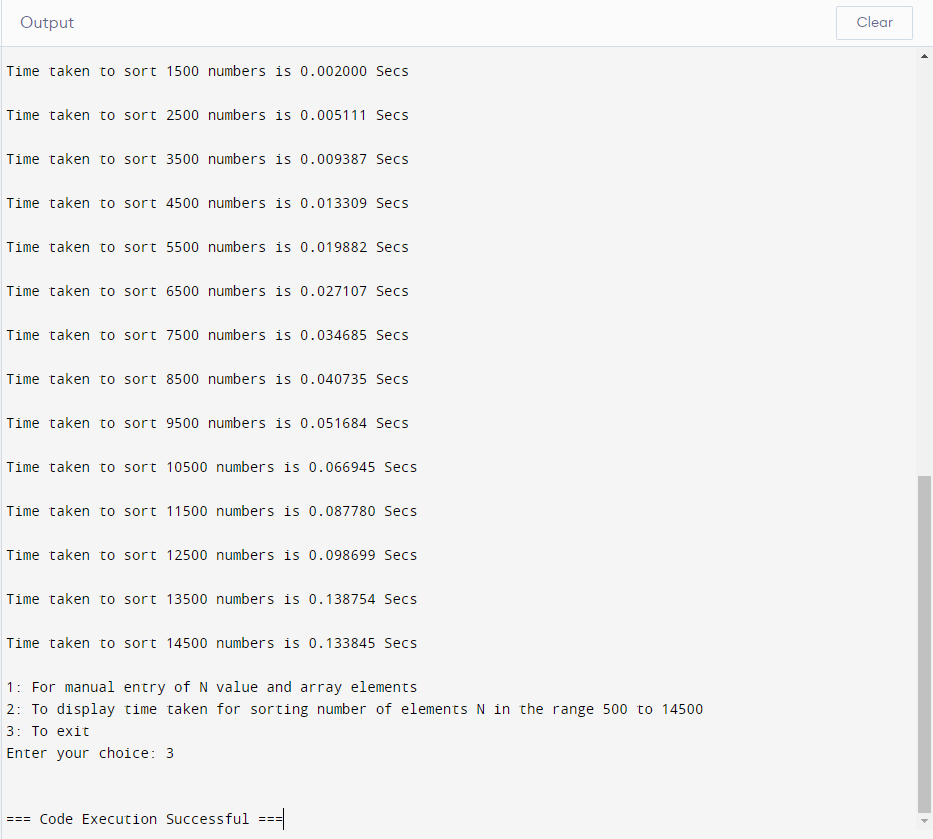 Output
Clear
Time taken to sort 1500 numbers is 0.002000 Secs
Time taken to sort 2500 numbers is 0.005111 Secs
Time taken to sort 3500 numbers is 0.009387 Secs
Time taken to sort 4500 numbers is 0.013309 Secs
Time taken to sort 5500 numbers is 0.019882 Secs
Time taken to sort 6500 numbers is 0.027107 Secs
Time taken to sort 7500 numbers is 0.034685 Secs
Time taken to sort 8500 numbers is 0.040735 Secs
Time taken to sort 9500 numbers is 0.051684 Secs
Time taken to sort 10500 numbers is 0.066945 Secs
Time taken to sort 11500 numbers is 0.087780 Secs
Time taken to sort 12500 numbers is 0.098699 Secs
Time taken to sort 13500 numbers is 0.138754 Secs
Time taken to sort 14500 numbers is 0.133845 Secs
1: For manual entry of N value and array elements
2: To display time taken for sorting number of elements N in the range 500 to 14500
3: To exit
Enter your choice: 3
=== Code Execution Successful ===